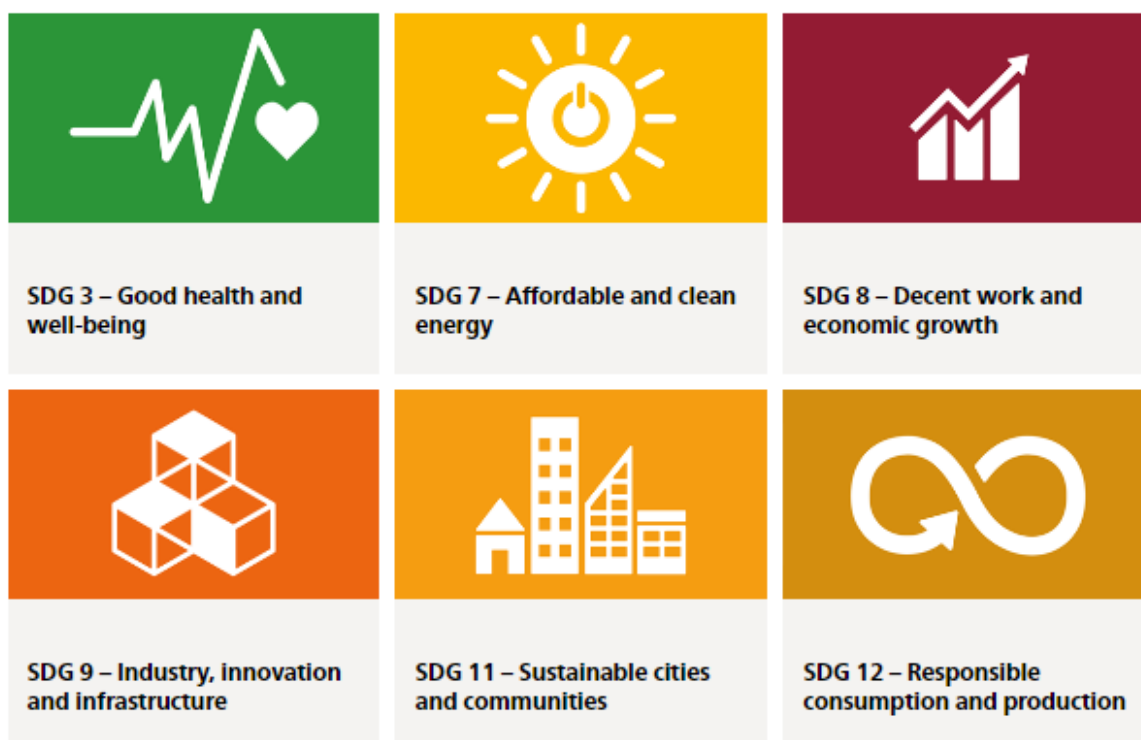 SDG 3 – Good health and
well-being
SDG 7 – Affordable and clean
energy
SDG 8 – Decent work and
economic growth
SDG 9 – Industry, innovation
and infrastructure
SDG 11 – Sustainable cities
and communities
SDG 12 – Responsible
consumption and production